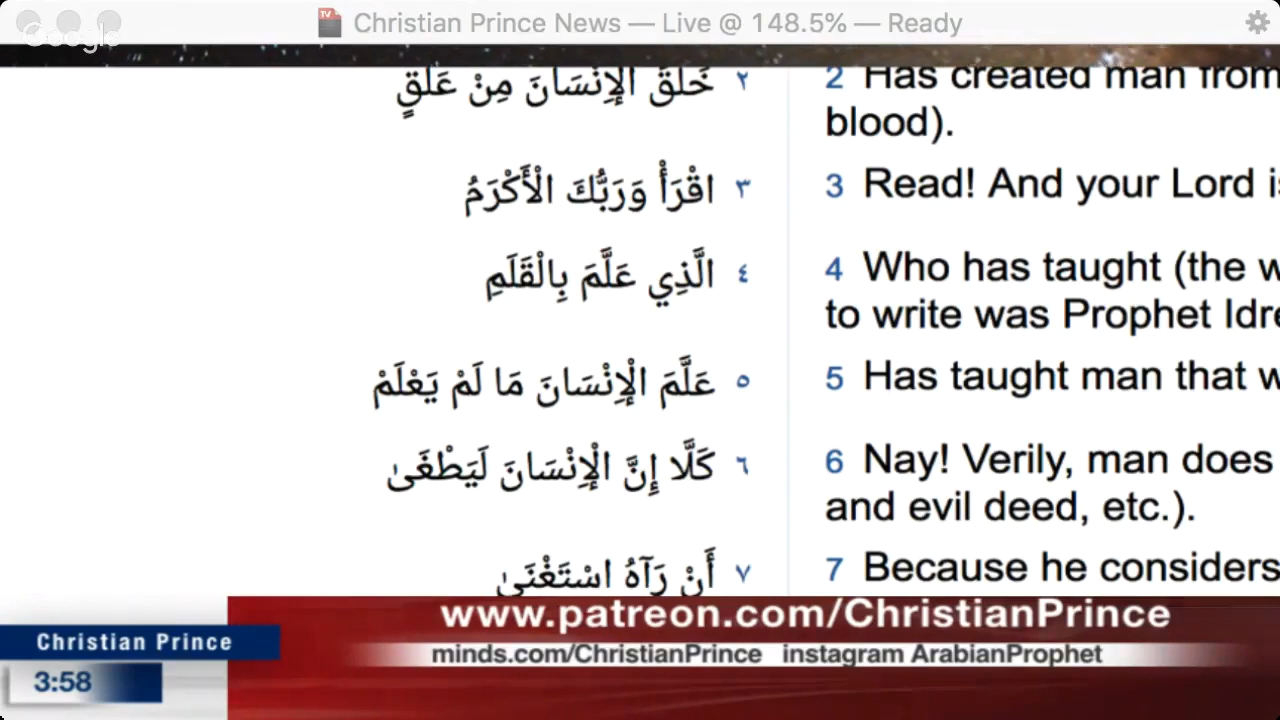 Christian Prince News — Live @ 148.5% — Ready
Google
٢ خَلَقَ الْإِنْسَانَ مِنْ عَلَقٍ
2 Has created man from
blood).
٣ اقْرَأْ وَرَبُّكَ الْأَكْرَمُ
3 Read! And your Lord is
٤ الَّذِي عَلَّمَ بِالْقَلَمِ
4 Who has taught (the w
to write was Prophet Idre
٥ عَلَّمَ الْإِنْسَانَ مَا لَمْ يَعْلَمْ
5 Has taught man that w
٦ كَلَّا إِنَّ الْإِنْسَانَ لَيَطْغَىٰ
6 Nay! Verily, man does
and evil deed, etc.).
٧ أَنْ رَآهُ اسْتَغْنَىٰ
7 Because he considers
www.patreon.com/ChristianPrince
Christian Prince
minds.com/ChristianPrince instagram ArabianProphet
3:58